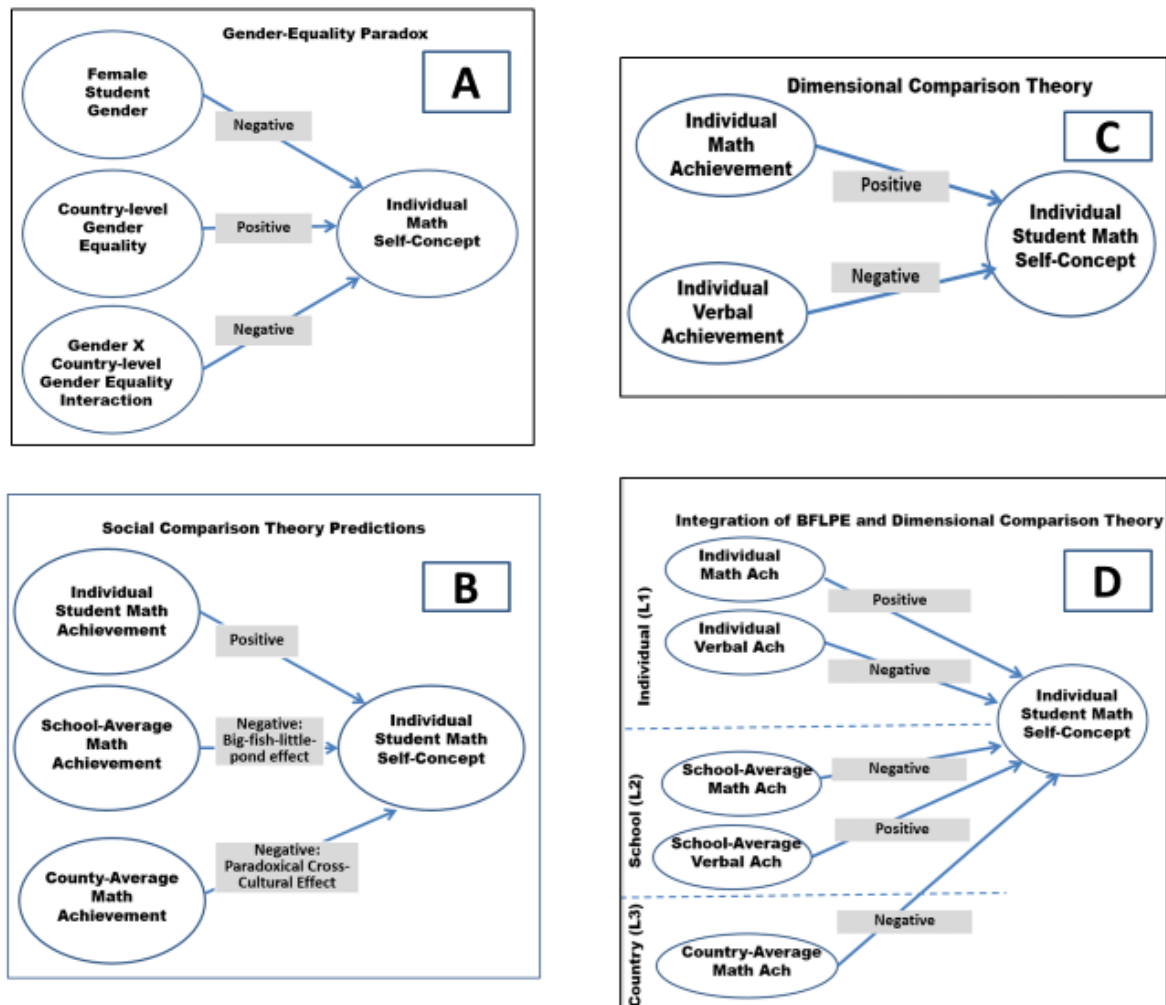 Gender-Equality Paradox
A
Female
Student
Gender
Negative
Country-level
Gender
Equality
Positive
Individual
Math
Self-Concept
Gender X
Country-level
Gender Equality
Interaction
Negative
Dimensional Comparison Theory
C
Individual
Math
Achievement
Positive
Individual
Student Math
Self-Concept
Individual
Verbal
Achievement
Negative
Social Comparison Theory Predictions
B
Individual
Student Math
Achievement
Positive
School-Average
Math
Achievement
Negative:
Big-fish-little-
pond effect
Individual
Student Math
Self-Concept
County-Average
Math
Achievement
Negative:
Paradoxical Cross-
Cultural Effect
Integration of BFLPE and Dimensional Comparison Theory
D
Individual (L1)
Individual
Math Ach
Positive
Individual
Verbal Ach
Negative
Individual
Student Math
Self-Concept
School (L2)
School-Average
Math Ach
Negative
School-Average
Verbal Ach
Positive
Country (L3)
Country-Average
Math Ach
Negative